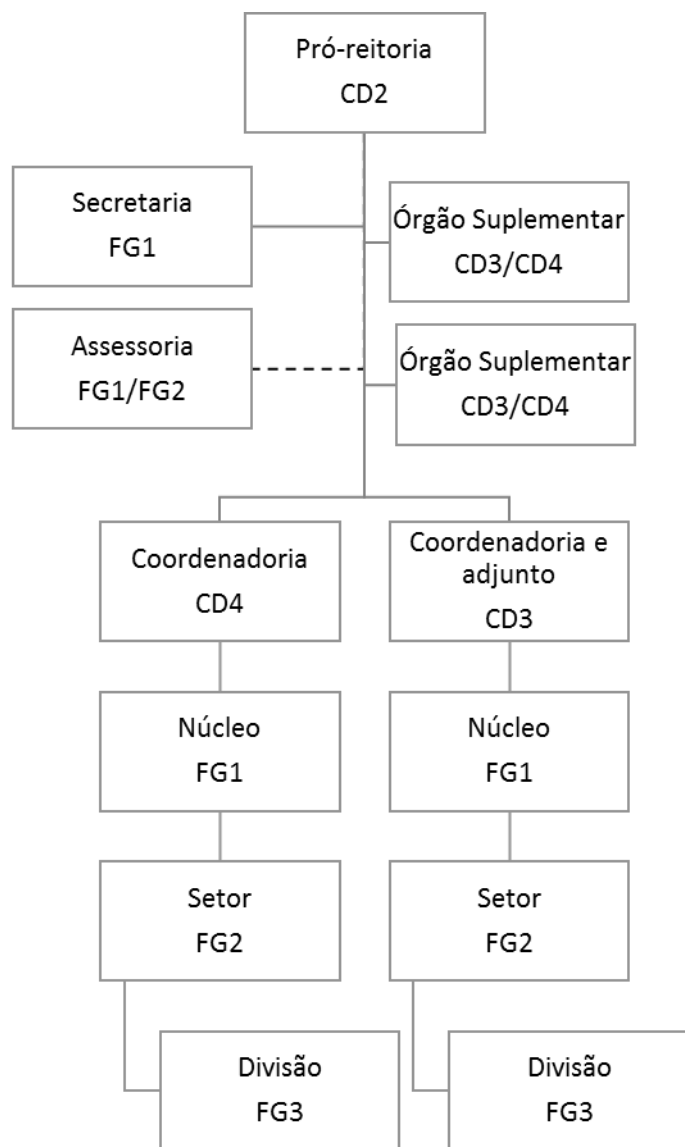 Pró-reitoria
CD2
Secretaria
FG1
Órgão Suplementar
CD3/CD4
Assessoria
FG1/FG2
Órgão Suplementar
CD3/CD4
Coordenadoria
CD4
Coordenadoria e
adjunto
CD3
Núcleo
FG1
Núcleo
FG1
Setor
FG2
Setor
FG2
Divisão
FG3
Divisão
FG3